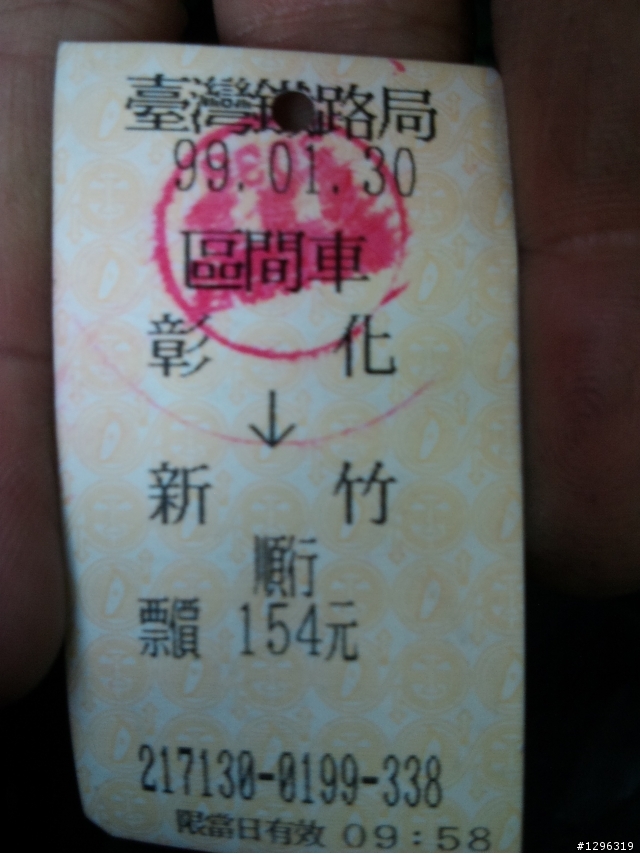 臺灣鐵路局
99.01.30
區間車
彰 化
↓
新 竹
順行
票價 154元
217130-0199-338
限當日有效 09:58
#1296319